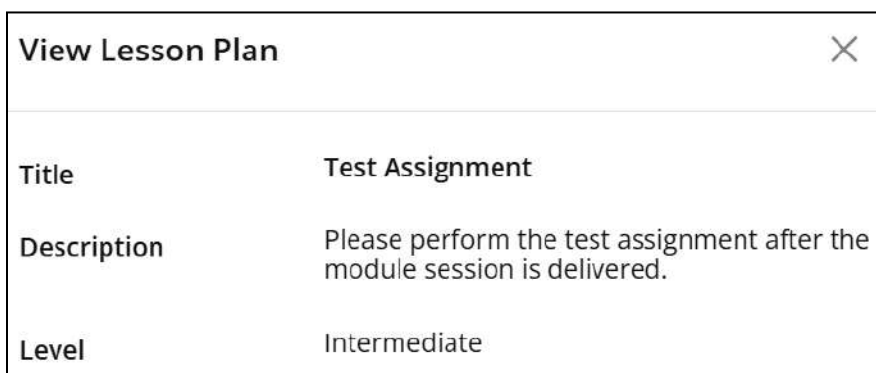 View Lesson Plan
Title Test Assignment
Description Please perform the test assignment after the
module session is delivered.
Level Intermediate